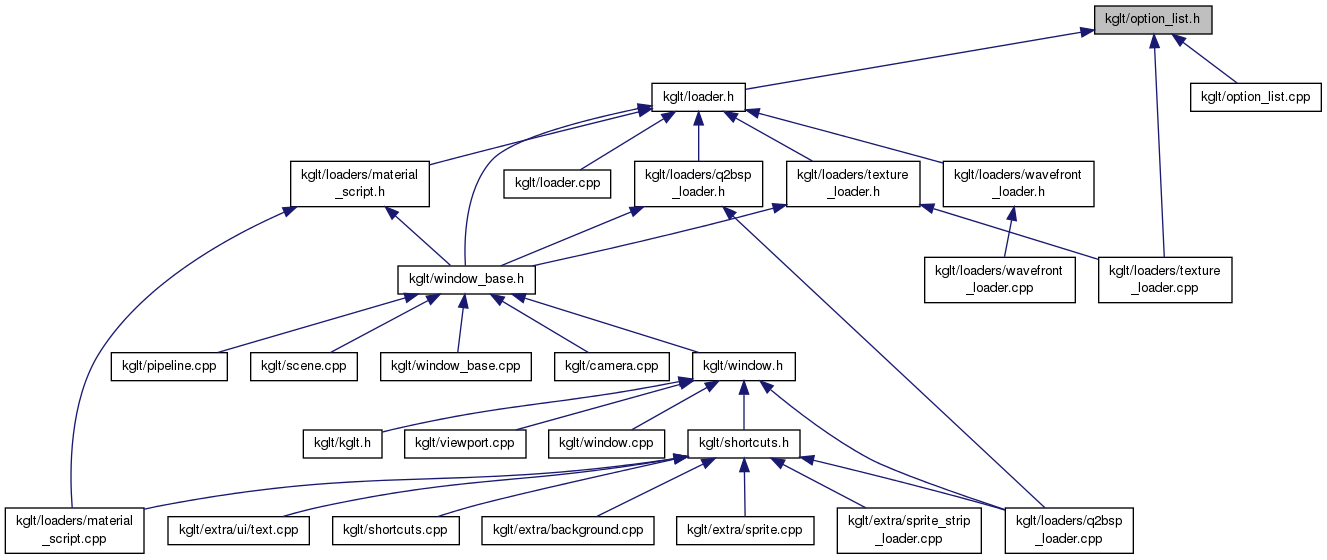 kglt/option_list.h
kglt/loader.h
kglt/option_list.cpp
kglt/loaders/material
_script.h
kglt/loader.cpp
kglt/loaders/q2bsp
_loader.h
kglt/loaders/texture
_loader.h
kglt/loaders/wavefront
_loader.h
kglt/window_base.h
kglt/loaders/wavefront
_loader.cpp
kglt/loaders/texture
_loader.cpp
kglt/pipeline.cpp
kglt/scene.cpp
kglt/window_base.cpp
kglt/camera.cpp
kglt/window.h
kglt/kglt.h
kglt/viewport.cpp
kglt/window.cpp
kglt/shortcuts.h
kglt/loaders/material
_script.cpp
kglt/extra/ui/text.cpp
kglt/shortcuts.cpp
kglt/extra/background.cpp
kglt/extra/sprite.cpp
kglt/extra/sprite_strip
_loader.cpp
kglt/loaders/q2bsp
_loader.cpp